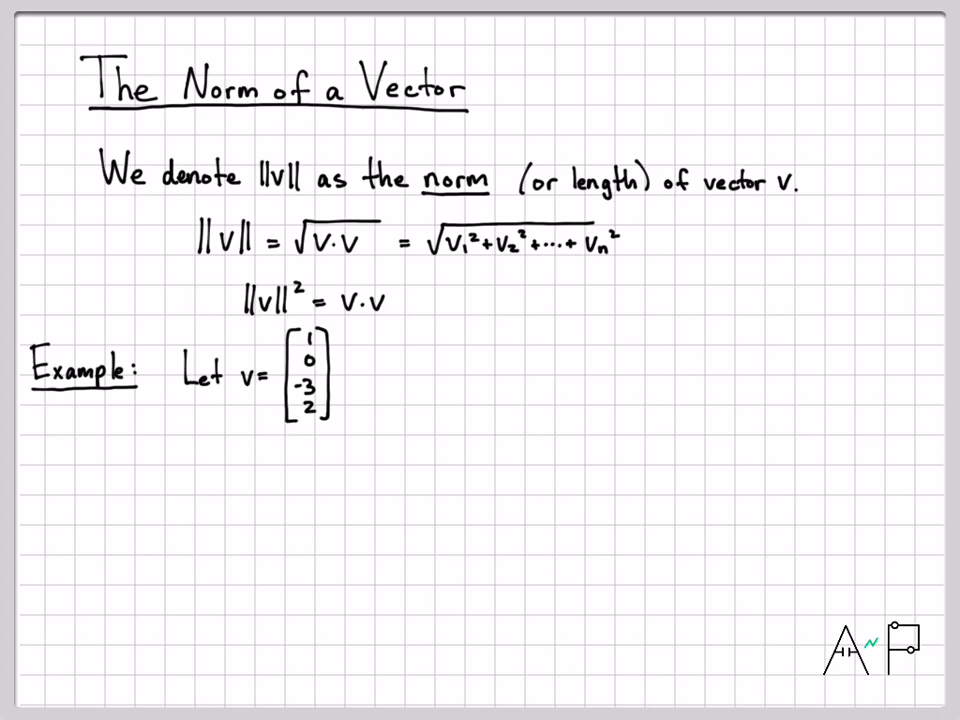 The Norm of a Vector
We denote ||v|| as the norm (or length) of vector v.
||v|| = √v·v = √v₁²+v₂²+···+vₙ²
||v||² = v·v
Example: Let v= [1
0
-3
2]
AP